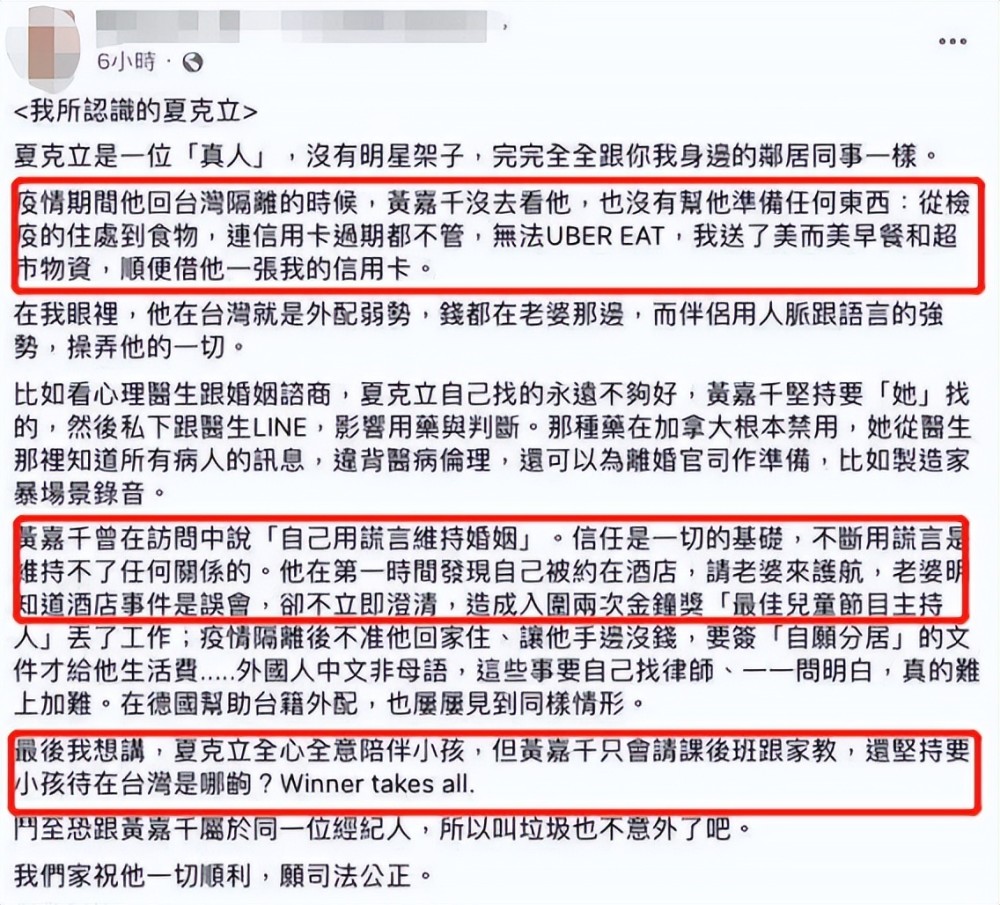 6小時
<我所認識的夏克立>
夏克立是一位「真人」，沒有明星架子，完完全全跟你我身邊的鄰居同事一樣。
疫情期間他回台灣隔離的時候，黃嘉千沒去看他，也沒有幫他準備任何東西：從檢
疫的住處到食物，連信用卡過期都不管，無法UBER EAT，我送了美而美早餐和超
市物資，順便借他一張我的信用卡。
在我眼裡，他在台灣就是外配弱勢，錢都在老婆那邊，而伴侶用人脈跟語言的強
勢，操弄他的一切。
比如看心理醫生跟婚姻諮商，夏克立自己找的永遠不夠好，黃嘉千堅持要「她」找
的，然後私下跟醫生LINE，影響用藥與判斷。那種藥在加拿大根本禁用，她從醫生
那裡知道所有病人的訊息，違背醫病倫理，還可以為離婚官司作準備，比如製造家
暴場景錄音。
黃嘉千曾在訪問中說「自己用謊言維持婚姻」。信任是一切的基礎，不斷用謊言是
維持不了任何關係的。他在第一時間發現自己被約在酒店，請老婆來護航，老婆明
知道酒店事件是誤會，卻不立即澄清，造成入圍兩次金鐘獎「最佳兒童節目主持
人」丟了工作；疫情隔離後不准他回家住、讓他手邊沒錢，要簽「自願分居」的文
件才給他生活費.....外國人中文非母語，這些事要自己找律師、一一問明白，真的難
上加難。在德國幫助台籍外配，也屢屢見到同樣情形。
最後我想講，夏克立全心全意陪伴小孩，但黃嘉千只會請課後班跟家教，還堅持要
小孩待在台灣是哪齣？Winner takes all.
鬥至恐跟黃嘉千屬於同一位經紀人，所以叫垃圾也不意外了吧。
我們家祝他一切順利，願司法公正。